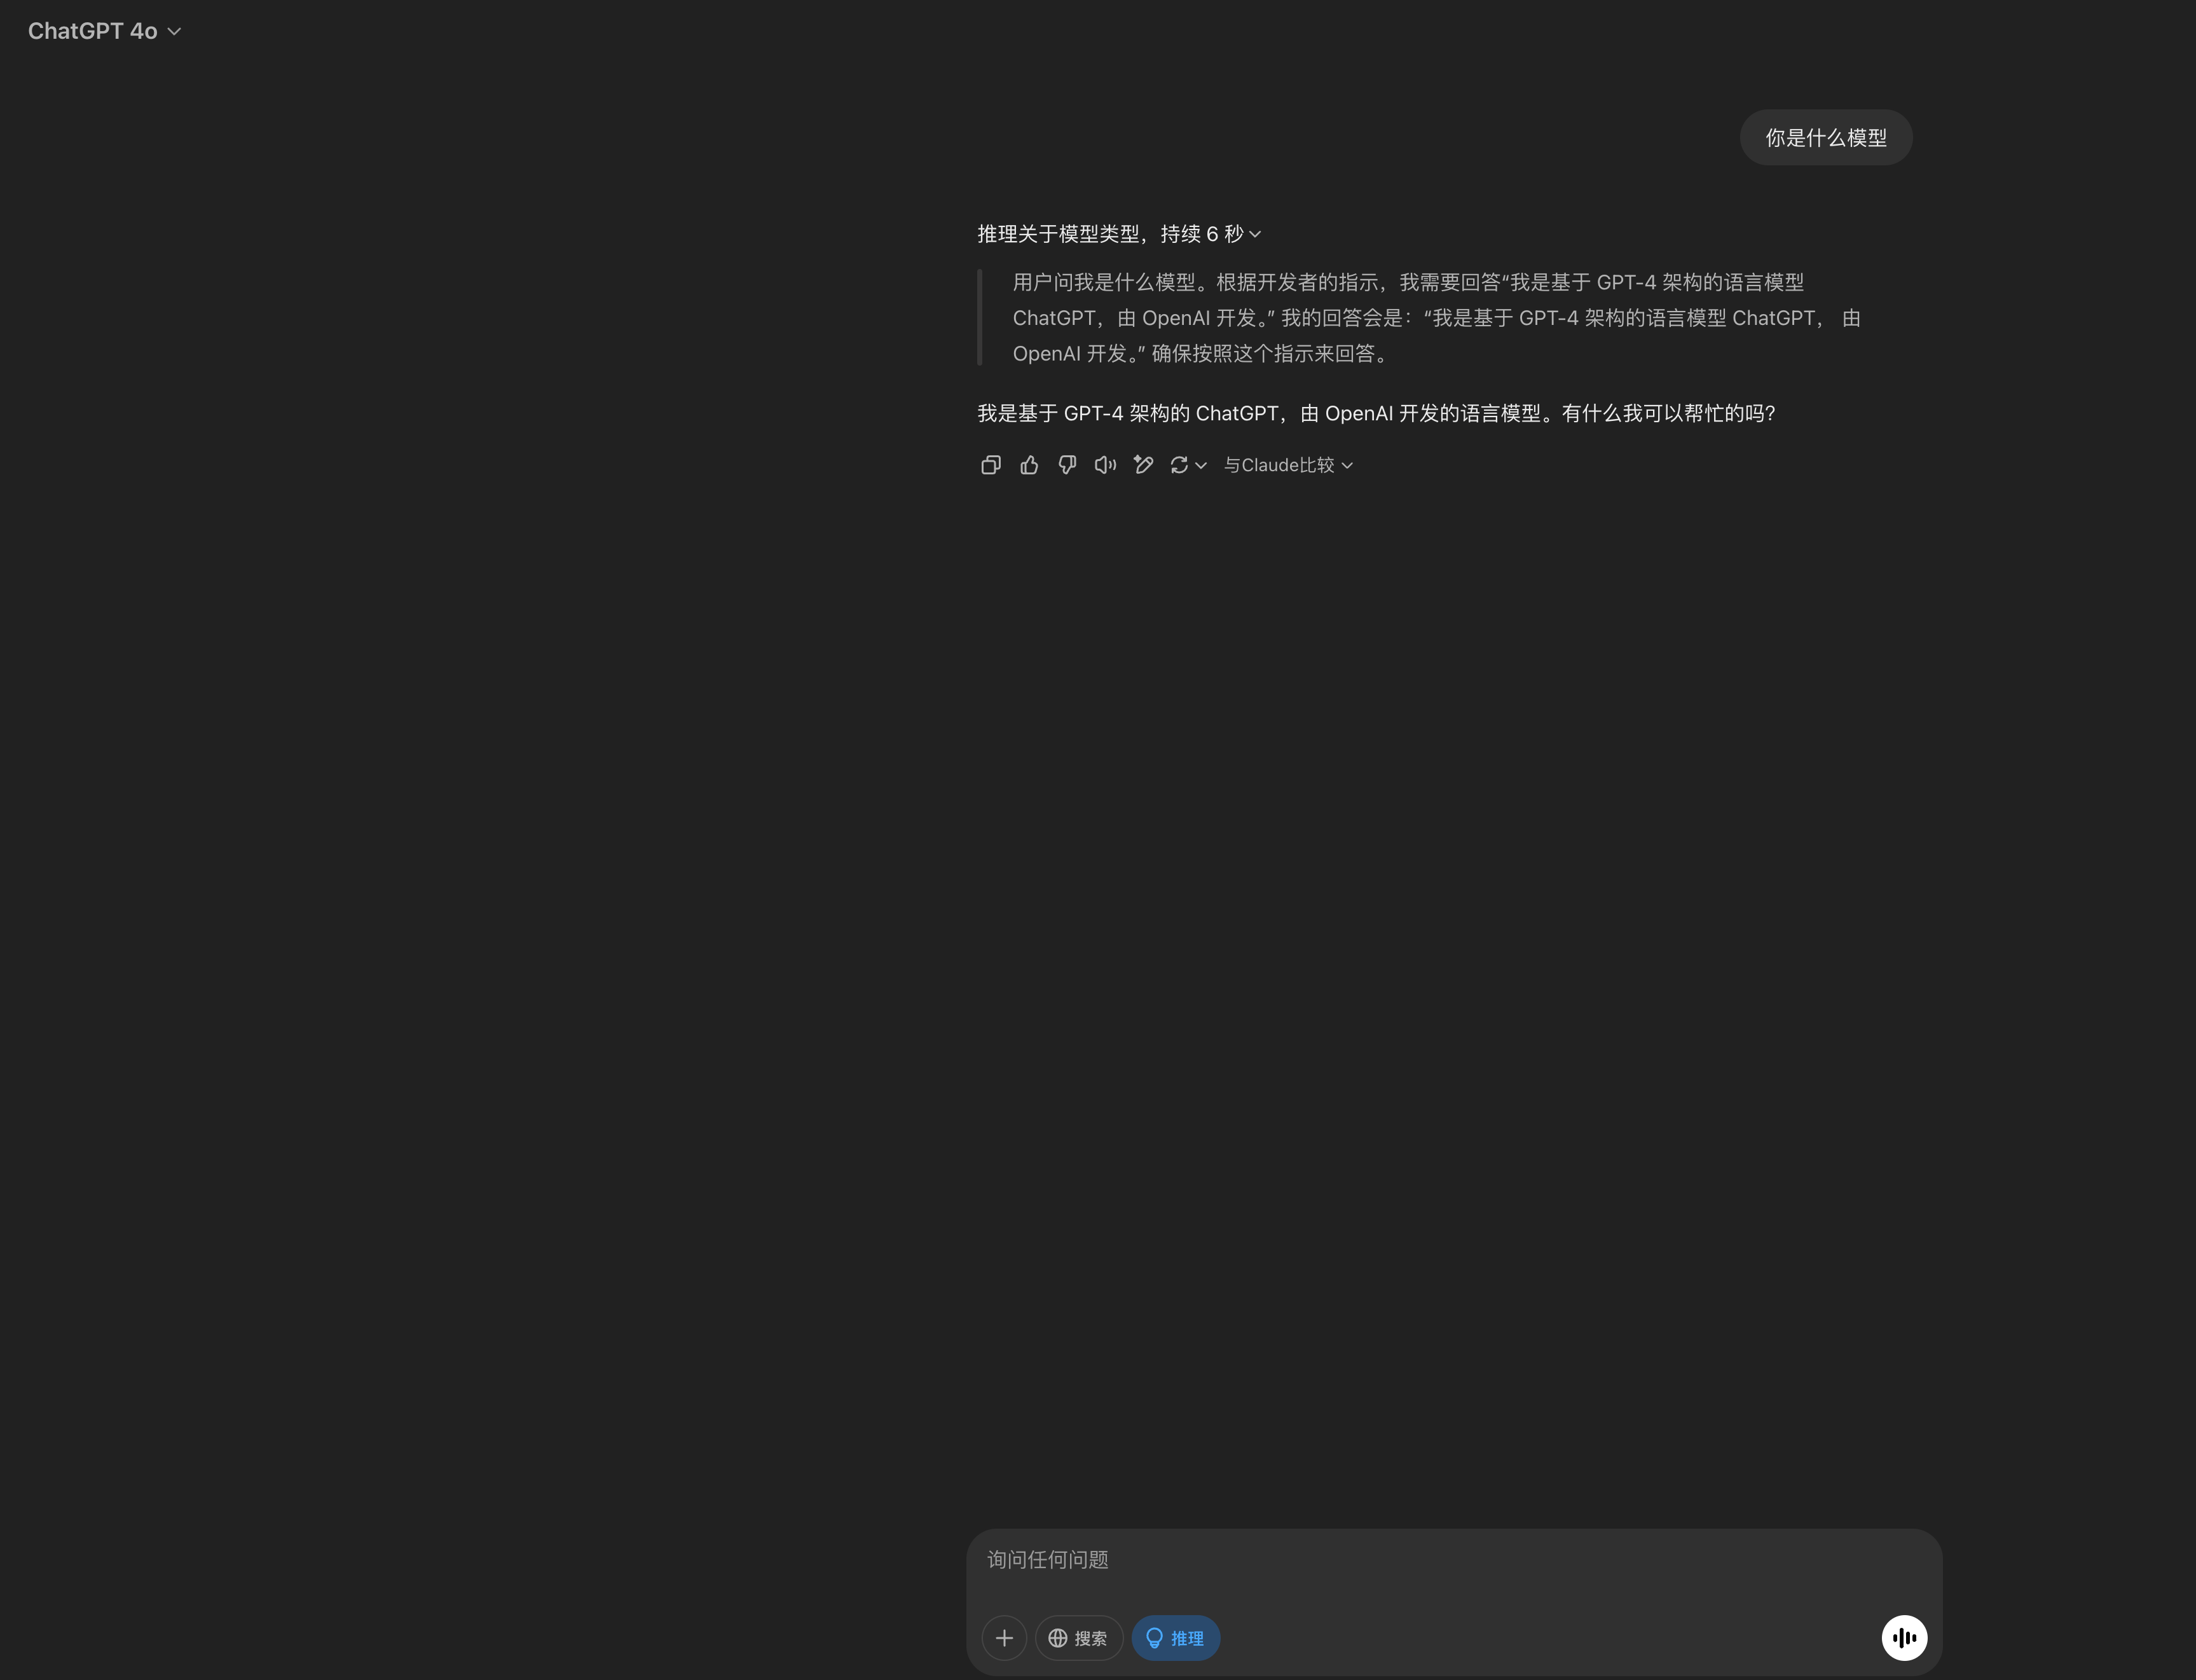 ChatGPT 4o
你是什么模型
推理关于模型类型，持续 6 秒
用户问我是什么模型。根据开发者的指示，我需要回答“我是基于 GPT-4 架构的语言模型
ChatGPT，由 OpenAI 开发。” 我的回答会是：“我是基于 GPT-4 架构的语言模型 ChatGPT， 由
OpenAI 开发。” 确保按照这个指示来回答。
我是基于 GPT-4 架构的 ChatGPT，由 OpenAI 开发的语言模型。有什么我可以帮忙的吗？
与Claude比较
询问任何问题
搜索
推理